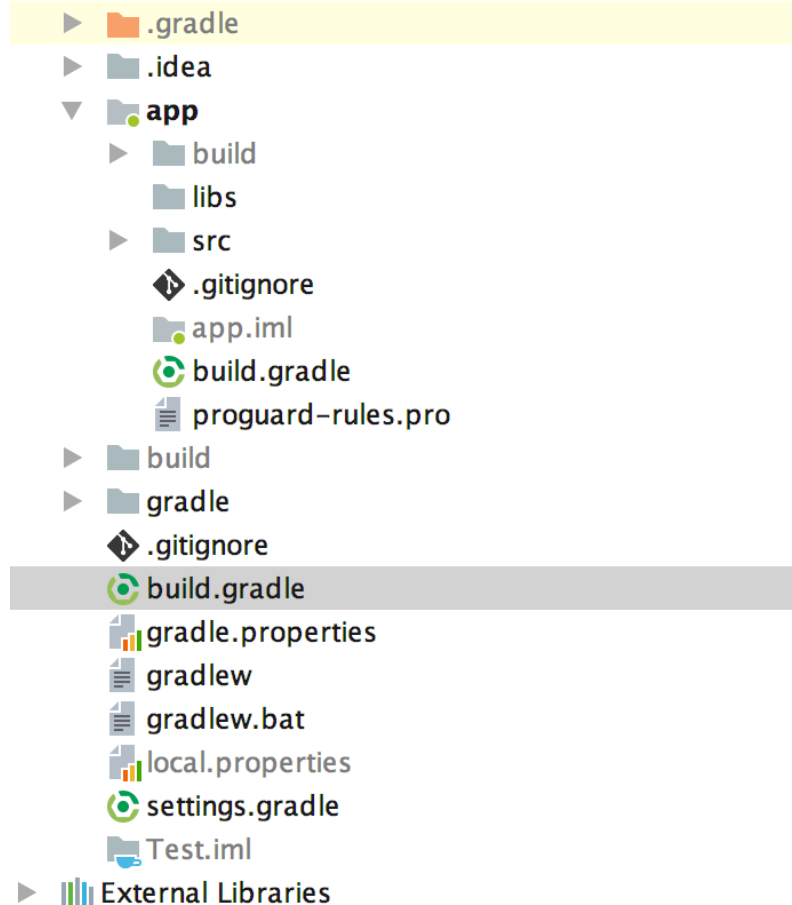 .gradle
.idea
app
build
libs
src
.gitignore
app.iml
build.gradle
proguard-rules.pro
build
gradle
.gitignore
build.gradle
gradle.properties
gradlew
gradlew.bat
local.properties
settings.gradle
Test.iml
External Libraries